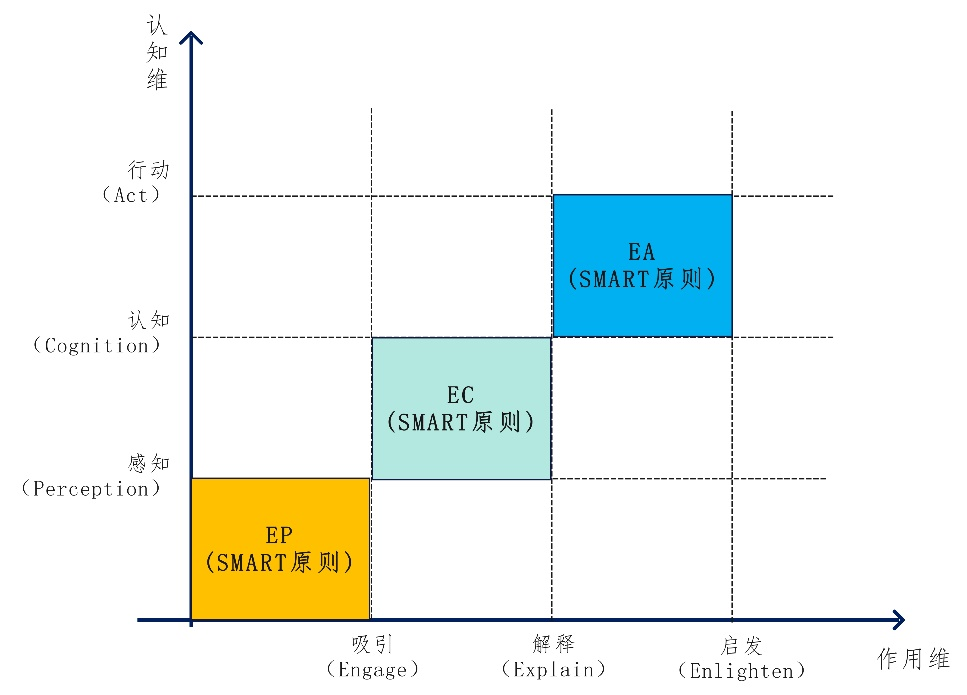 认
知
维
行动
（Act）
EA
(SMART原则)
认知
（Cognition）
EC
(SMART原则)
感知
（Perception）
EP
(SMART原则)
吸引
（Engage）
解释
（Explain）
启发
（Enlighten）
作用维